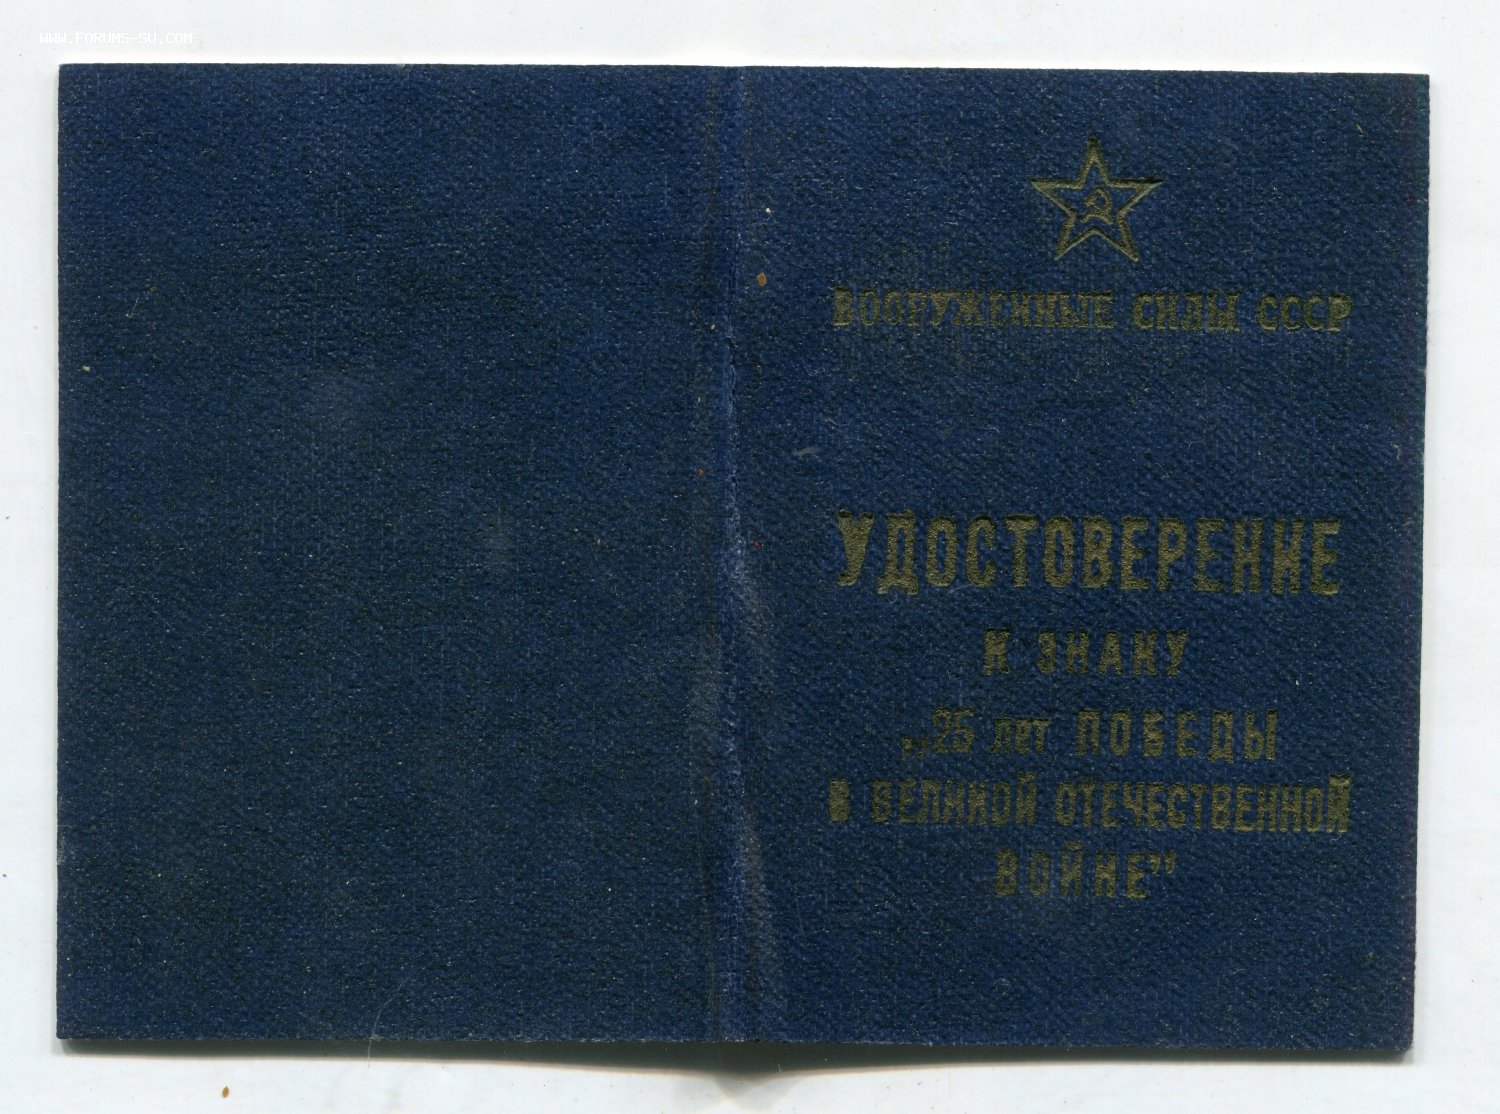 WWW.FORUMS-SU.COM
ВООРУЖЕННЫЕ СИЛЫ СССР
УДОСТОВЕРЕНИЕ
К ЗНАКУ
„25 лет ПОБЕДЫ
В ВЕЛИКОЙ ОТЕЧЕСТВЕННОЙ
ВОЙНЕ”